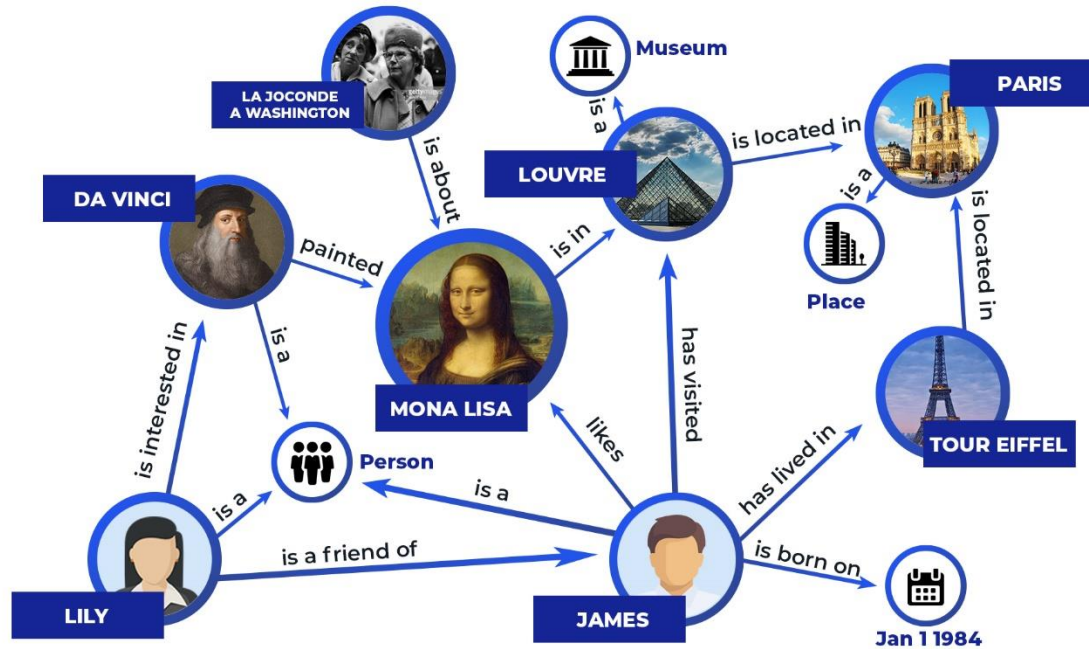 LA JOCONDE
A WASHINGTON
Museum
PARIS
is a
is located in
LOUVRE
is about
is a
DA VINCI
is located in
painted
is in
Place
is a
has visited
is interested in
MONA LISA
likes
TOUR EIFFEL
Person
has lived in
is a
is a
is a friend of
is born on
LILY
JAMES
Jan 1 1984